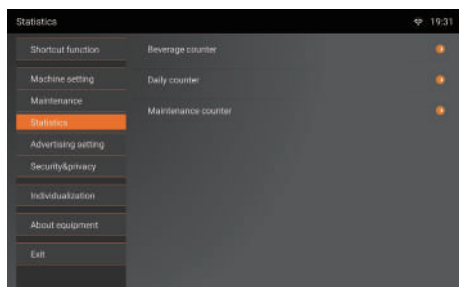 Statistics 19:31
Shortcut function
Machine setting
Maintenance
Statistics
Advertising setting
Security&privacy
Individualization
About equipment
Exit
Beverage counter
Daily counter
Maintenance counter